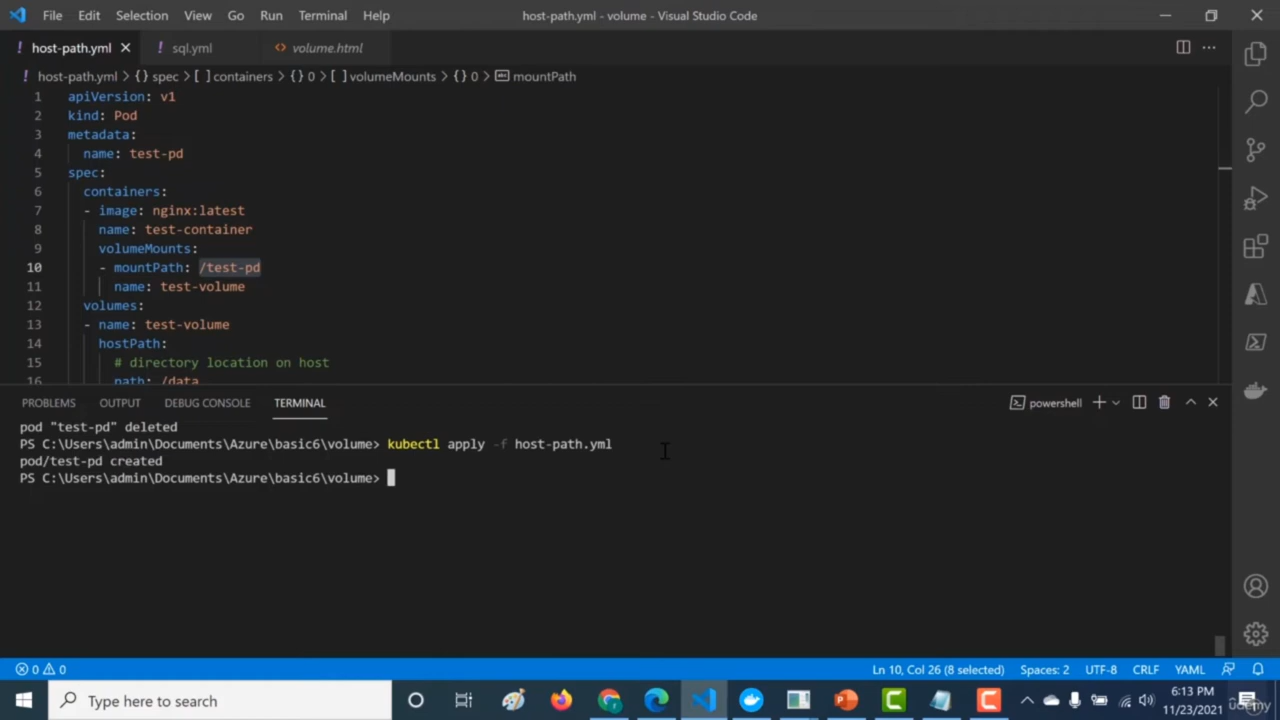 File Edit Selection View Go Run Terminal Help host-path.yml - volume - Visual Studio Code
! host-path.yml ! sql.yml <> volume.html
! host-path.yml > {} spec > [ ] containers > {} 0 > [ ] volumeMounts > {} 0 > mountPath
1 apiVersion: v1
2 kind: Pod
3 metadata:
4 name: test-pd
5 spec:
6 containers:
7 - image: nginx:latest
8 name: test-container
9 volumeMounts:
10 - mountPath: /test-pd
11 name: test-volume
12 volumes:
13 - name: test-volume
14 hostPath:
15 # directory location on host
16 path: /data
PROBLEMS OUTPUT DEBUG CONSOLE TERMINAL powershell
pod "test-pd" deleted
PS C:\Users\admin\Documents\Azure\basic6\volume> kubectl apply -f host-path.yml
pod/test-pd created
PS C:\Users\admin\Documents\Azure\basic6\volume>
0 0 Ln 10, Col 26 (8 selected) Spaces: 2 UTF-8 CRLF YAML
Type here to search
6:13 PM
11/23/2021
udemy